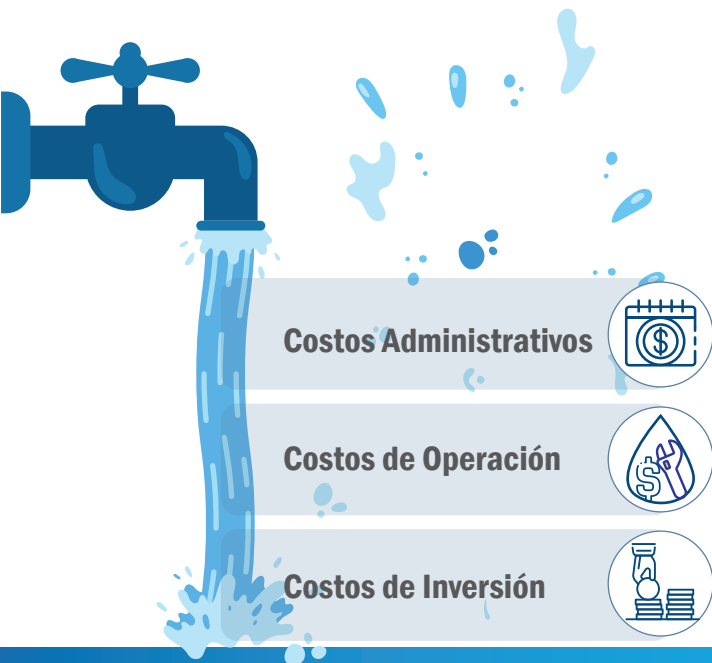 Costos Administrativos
Costos de Operación
Costos de Inversión